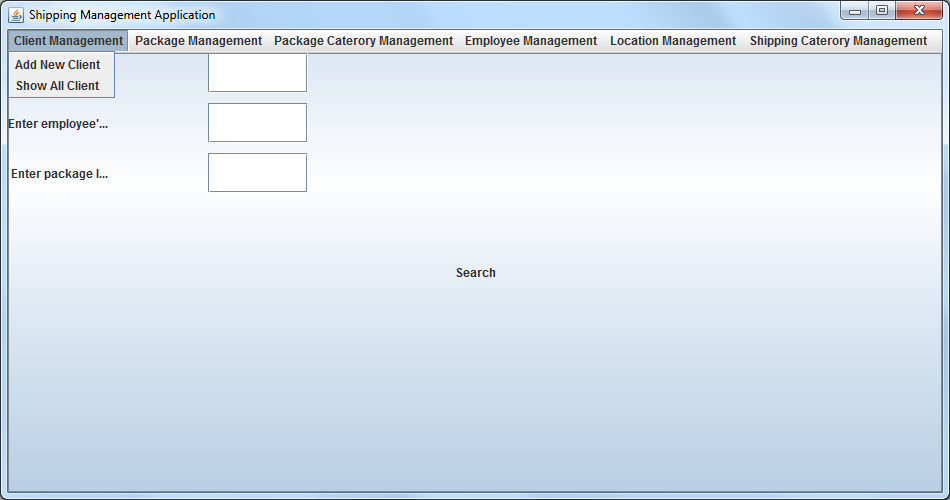 Shipping Management Application
Client Management Package Management Package Caterory Management Employee Management Location Management Shipping Caterory Management
Add New Client
Show All Client
Enter employee'...
Enter package I...
Search